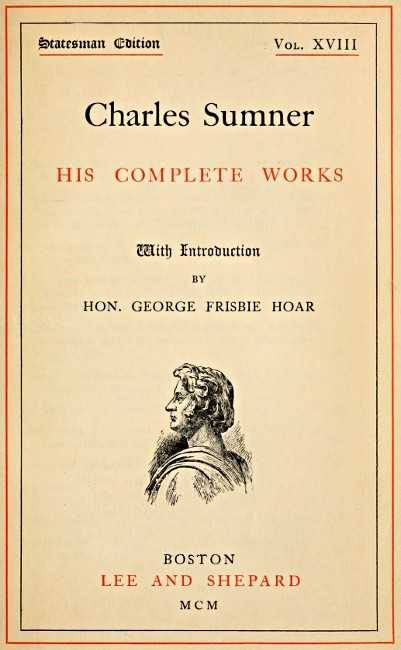 Statesman Edition Vol. XVIII
Charles Sumner
HIS COMPLETE WORKS
With Introduction
BY
HON. GEORGE FRISBIE HOAR
BOSTON
LEE AND SHEPARD
MCM